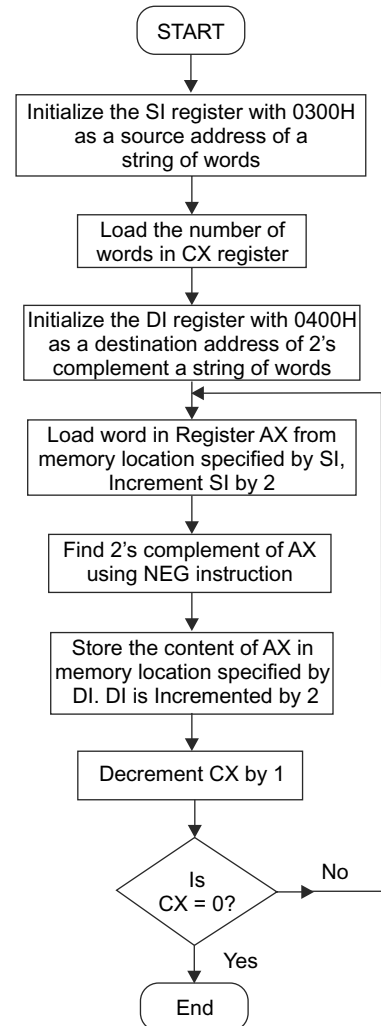 START
Initialize the SI register with 0300H
as a source address of a
string of words
Load the number of
words in CX register
Initialize the DI register with 0400H
as a destination address of 2's
complement a string of words
Load word in Register AX from
memory location specified by SI,
Increment SI by 2
Find 2's complement of AX
using NEG instruction
Store the content of AX in
memory location specified by
DI. DI is Incremented by 2
Decrement CX by 1
Is
CX = 0?
No
Yes
End